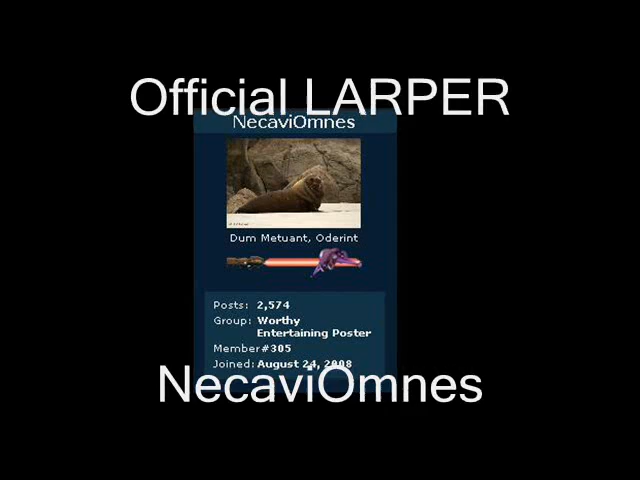 Official LARPER
NecaviOmnes
Dum Metuant, Oderint
Posts: 2,574
Group: Worthy
Entertaining Poster
Member#305
Joined: August 24, 2008
NecaviOmnes